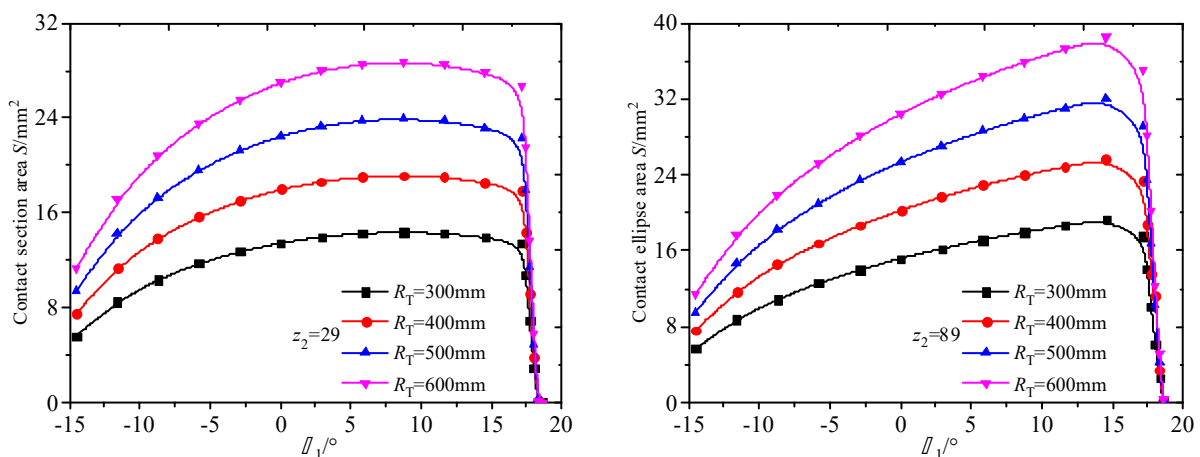 Contact section area S/mm²
32
24
16
8
0
-15
-10
-5
0
5
10
15
20
/°
z₂=29
R_T=300mm
R_T=400mm
R_T=500mm
R_T=600mm
Contact ellipse area S/mm²
40
32
24
16
8
0
-15
-10
-5
0
5
10
15
20
/°
z₂=89
R_T=300mm
R_T=400mm
R_T=500mm
R_T=600mm